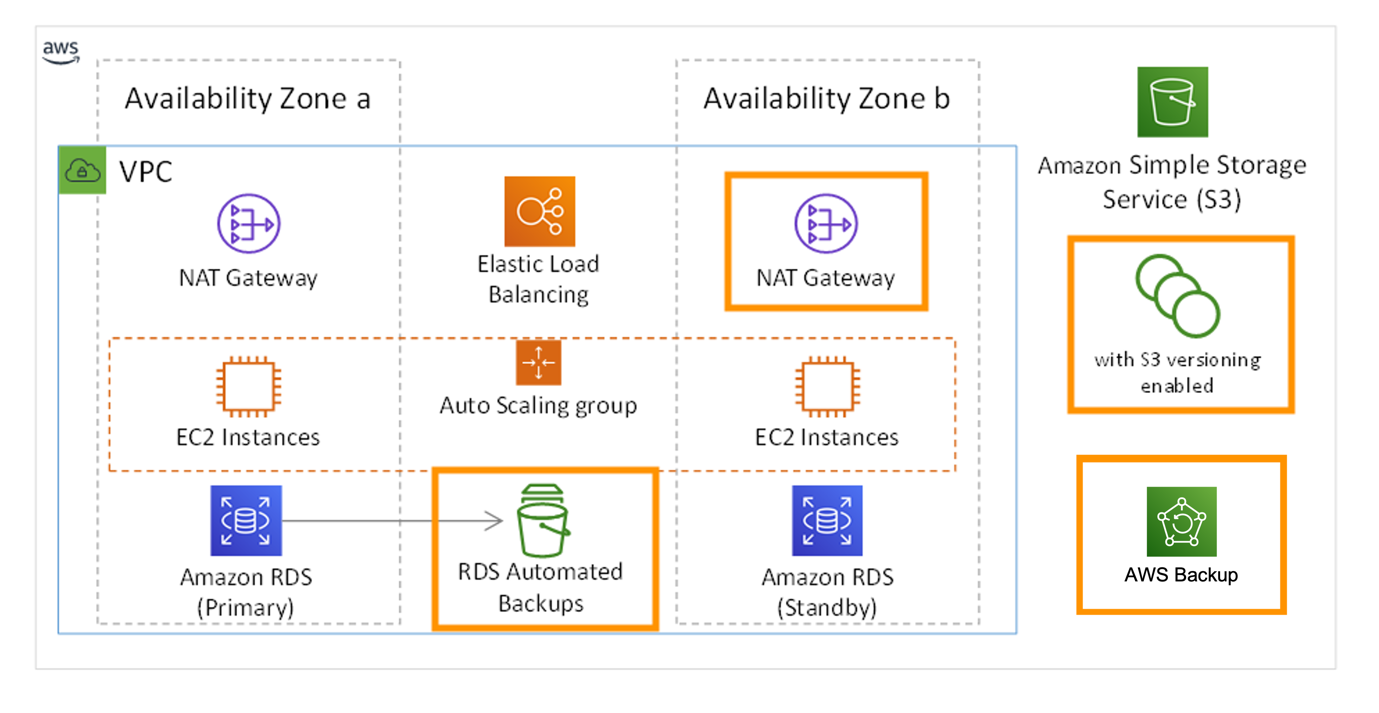 aws
Availability Zone a
Availability Zone b
VPC
NAT Gateway
Elastic Load
Balancing
NAT Gateway
Amazon Simple Storage
Service (S3)
with S3 versioning
enabled
EC2 Instances
Auto Scaling group
EC2 Instances
Amazon RDS
(Primary)
RDS Automated
Backups
Amazon RDS
(Standby)
AWS Backup